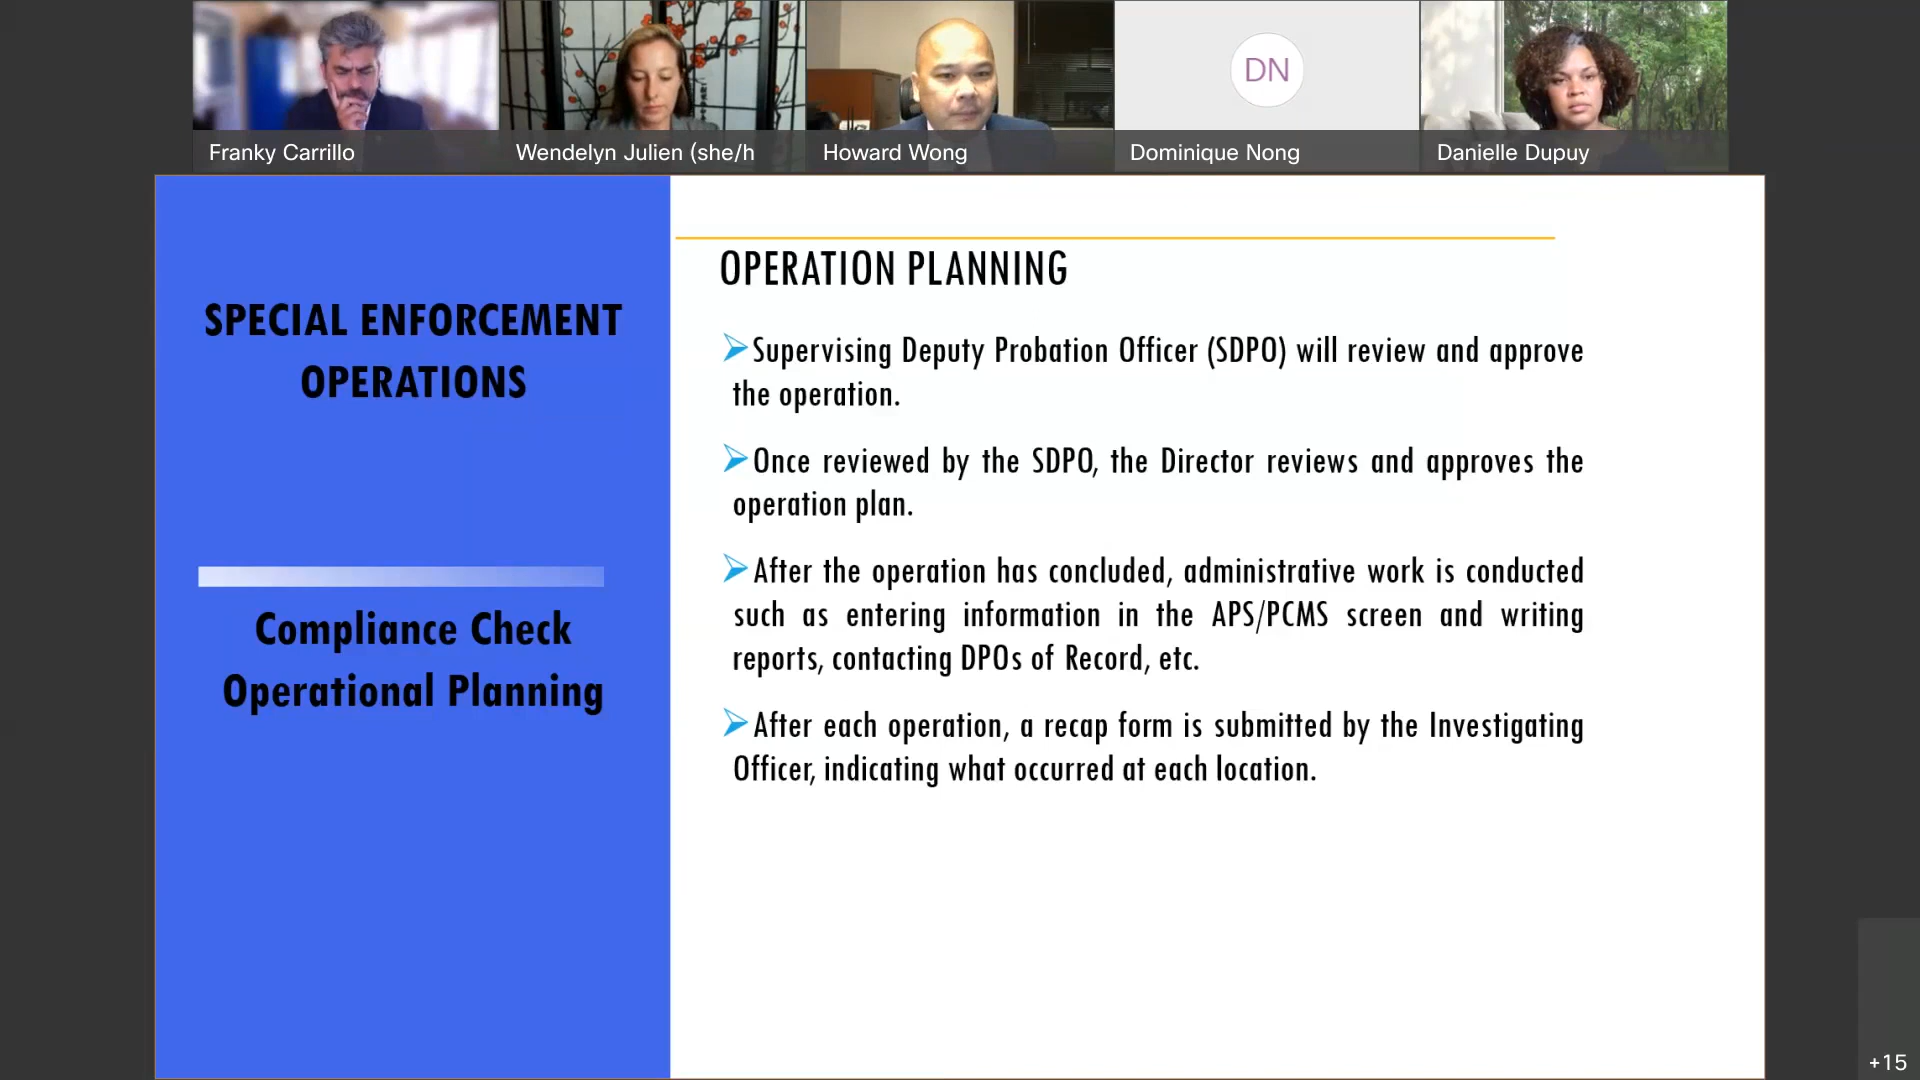 Franky Carrillo
Wendelyn Julien (she/h
Howard Wong
DN
Dominique Nong
Danielle Dupuy
SPECIAL ENFORCEMENT
OPERATIONS
Compliance Check
Operational Planning
OPERATION PLANNING
Supervising Deputy Probation Officer (SDPO) will review and approve
the operation.
Once reviewed by the SDPO, the Director reviews and approves the
operation plan.
After the operation has concluded, administrative work is conducted
such as entering information in the APS/PCMS screen and writing
reports, contacting DPOs of Record, etc.
After each operation, a recap form is submitted by the Investigating
Officer, indicating what occurred at each location.
+15